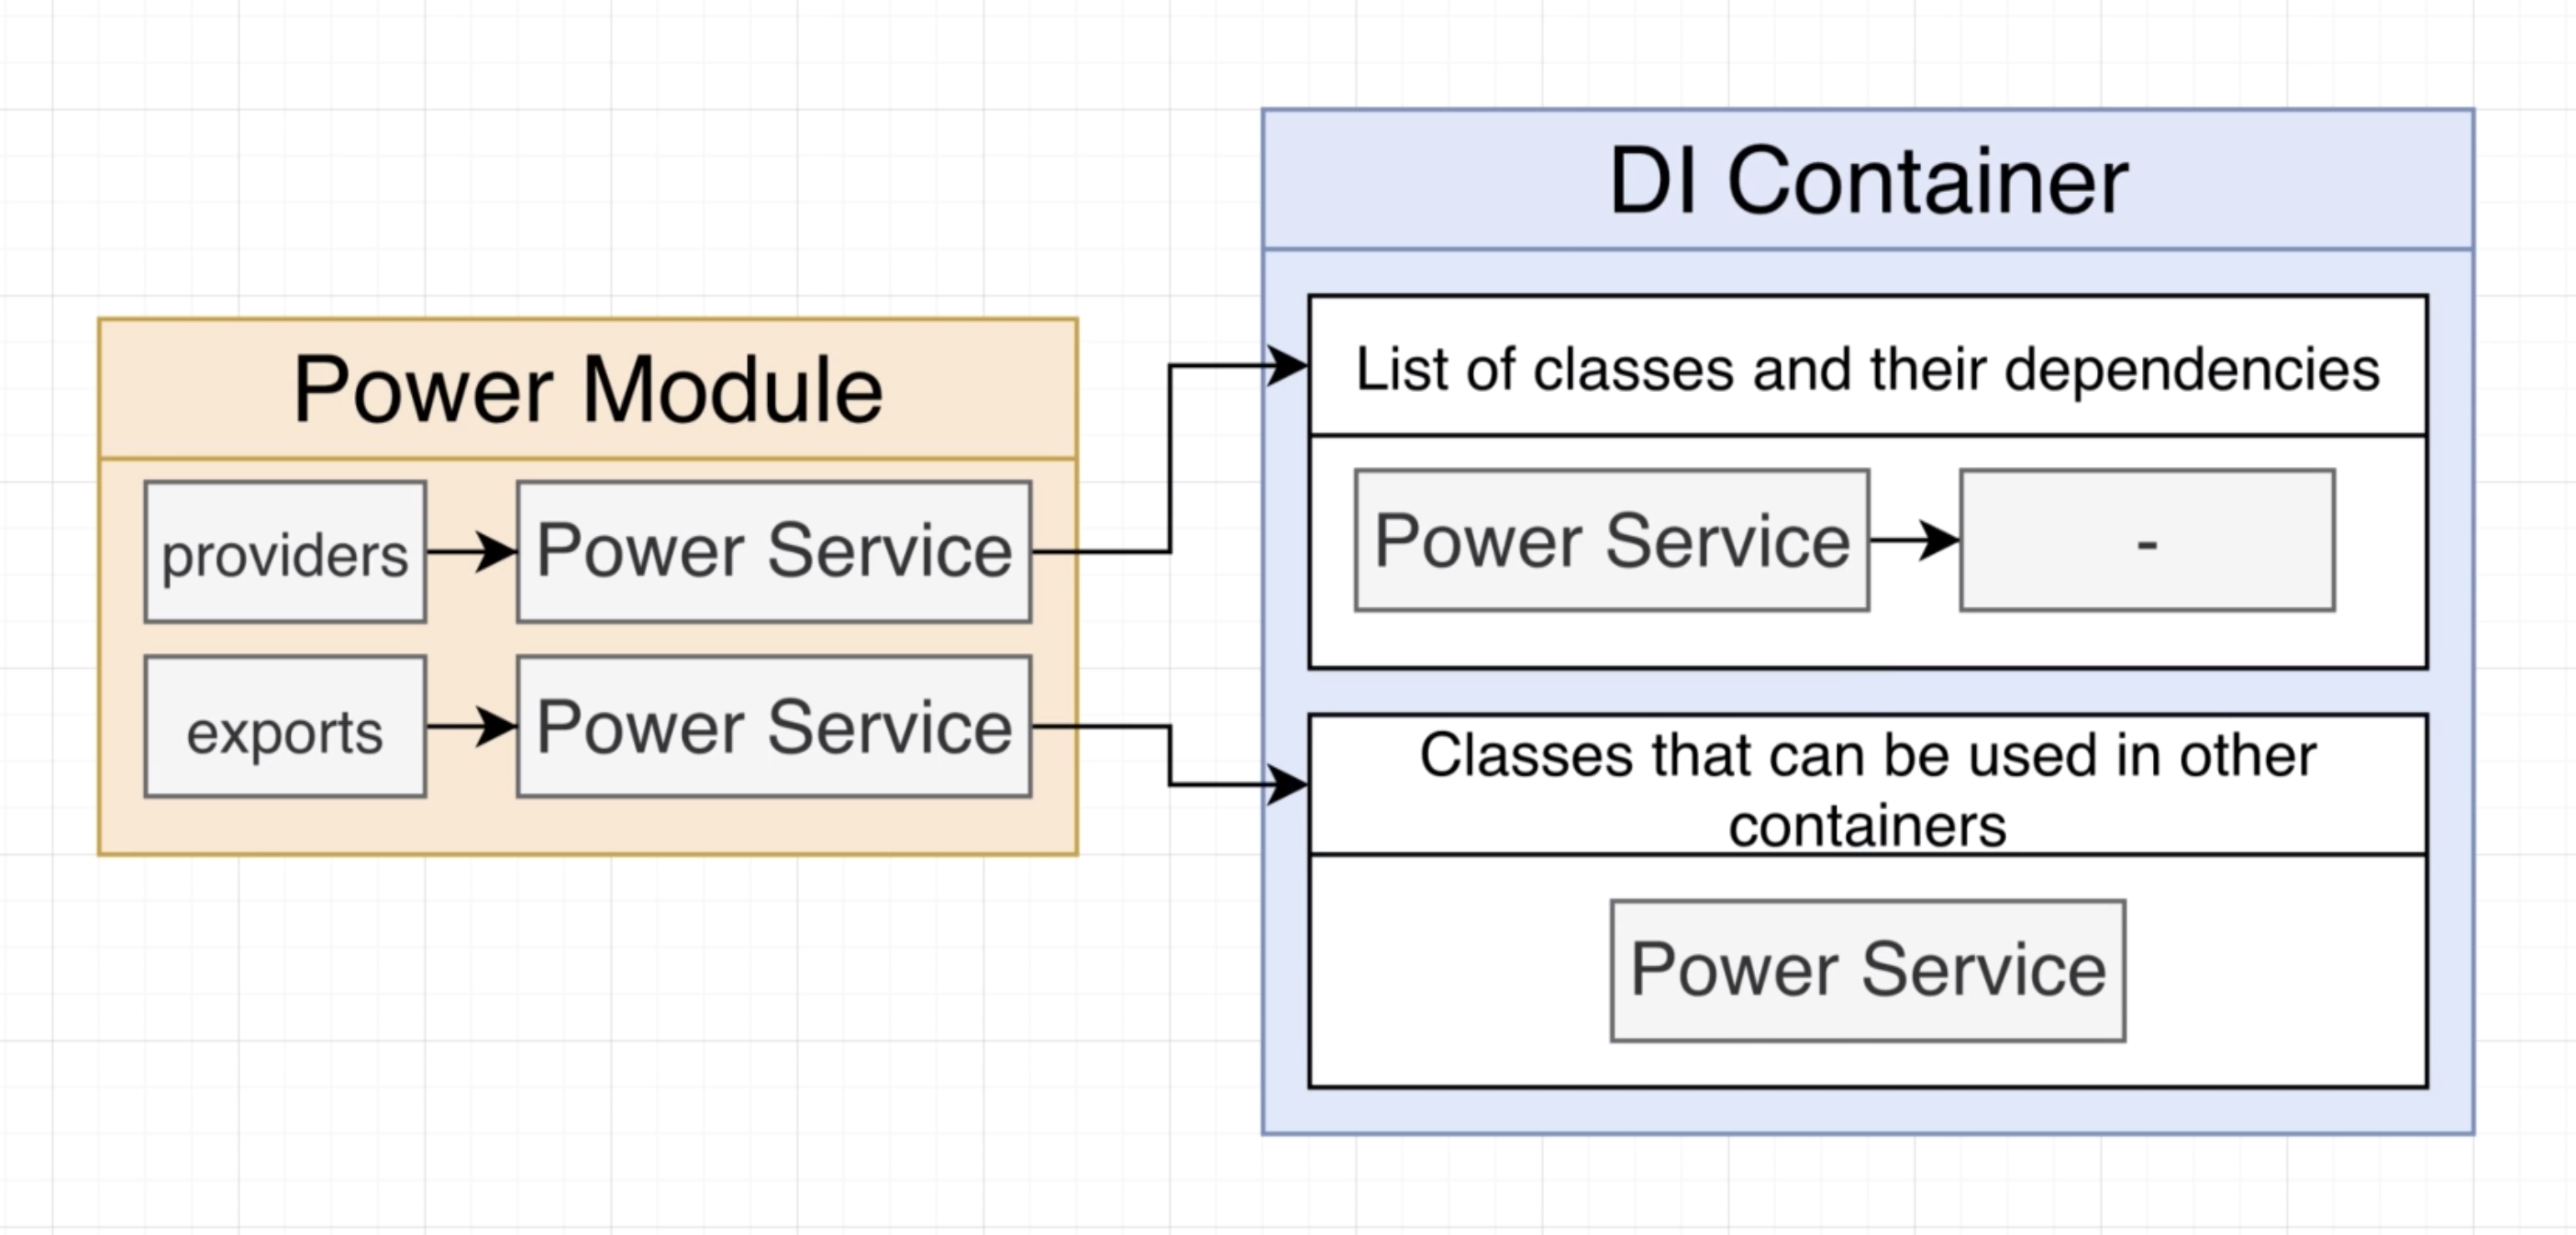 DI Container
Power Module
List of classes and their dependencies
providers
Power Service
Power Service
-
exports
Power Service
Classes that can be used in other
containers
Power Service